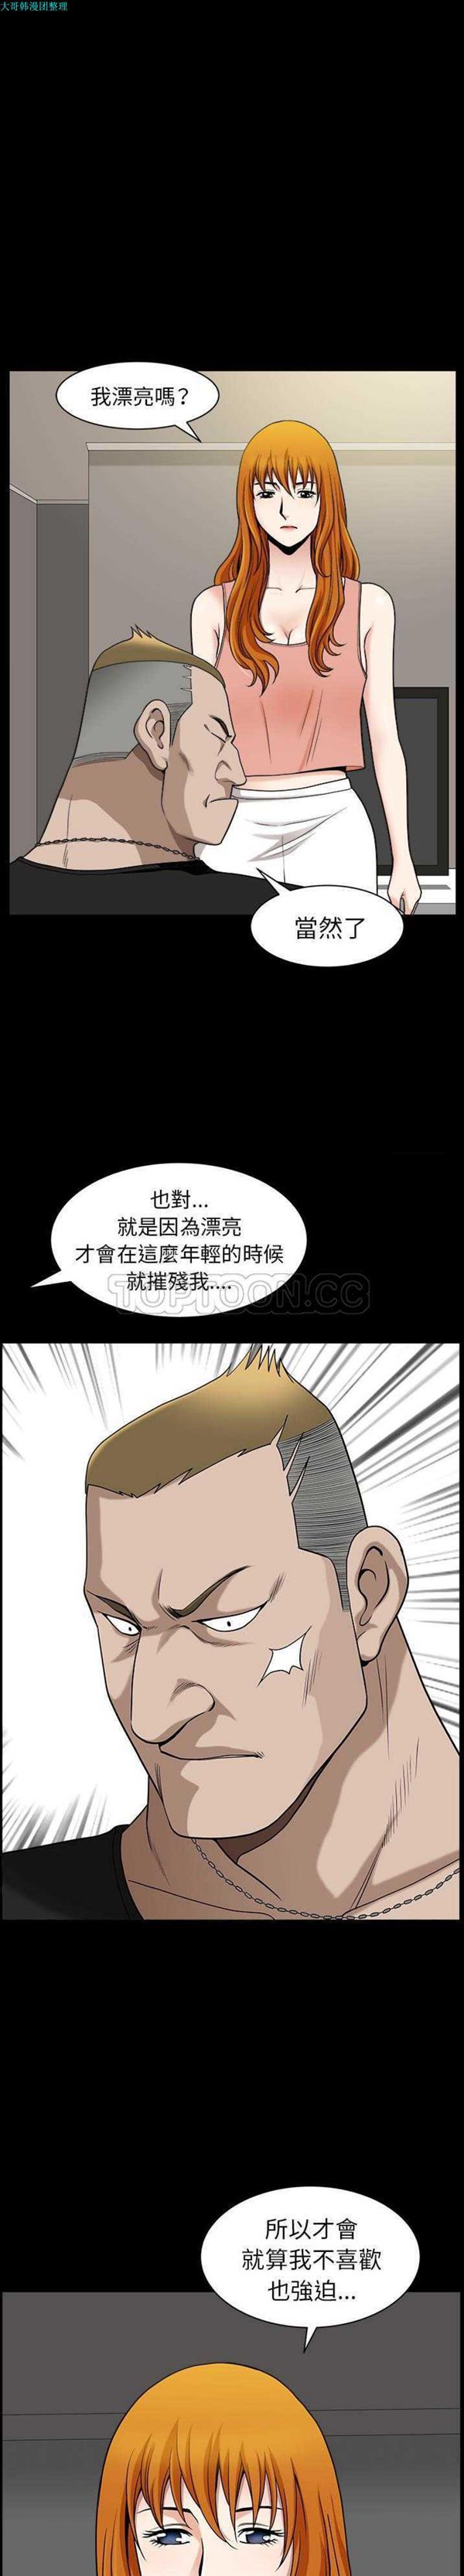 大哥韩漫团整理
我漂亮嗎?
當然了
也對...
就是因為漂亮
才會在這麼年輕的時候
就摧殘我....
TOPTOON.CC
所以才會
就算我不喜歡
也強迫...